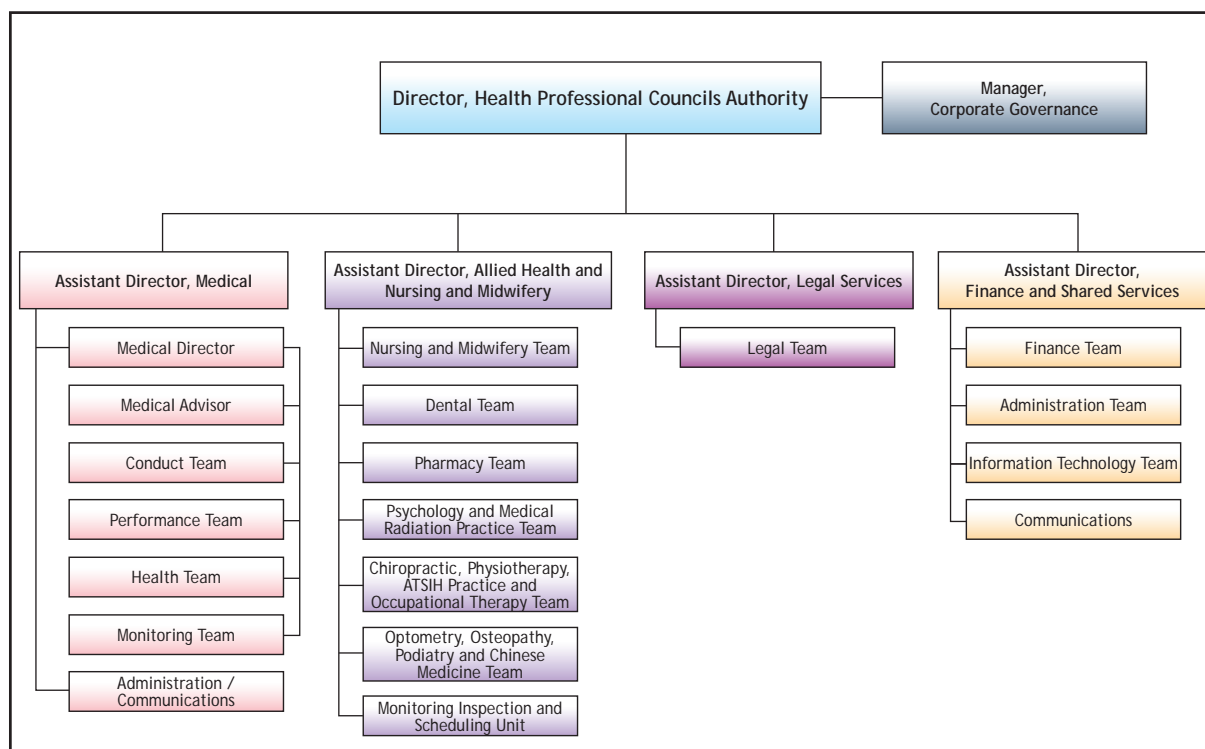 Director, Health Professional Councils Authority
Manager,
Corporate Governance
Assistant Director, Medical
Medical Director
Medical Advisor
Conduct Team
Performance Team
Health Team
Monitoring Team
Administration /
Communications
Assistant Director, Allied Health and
Nursing and Midwifery
Nursing and Midwifery Team
Dental Team
Pharmacy Team
Psychology and Medical
Radiation Practice Team
Chiropractic, Physiotherapy,
ATSIH Practice and
Occupational Therapy Team
Optometry, Osteopathy,
Podiatry and Chinese
Medicine Team
Monitoring Inspection and
Scheduling Unit
Assistant Director, Legal Services
Legal Team
Assistant Director,
Finance and Shared Services
Finance Team
Administration Team
Information Technology Team
Communications